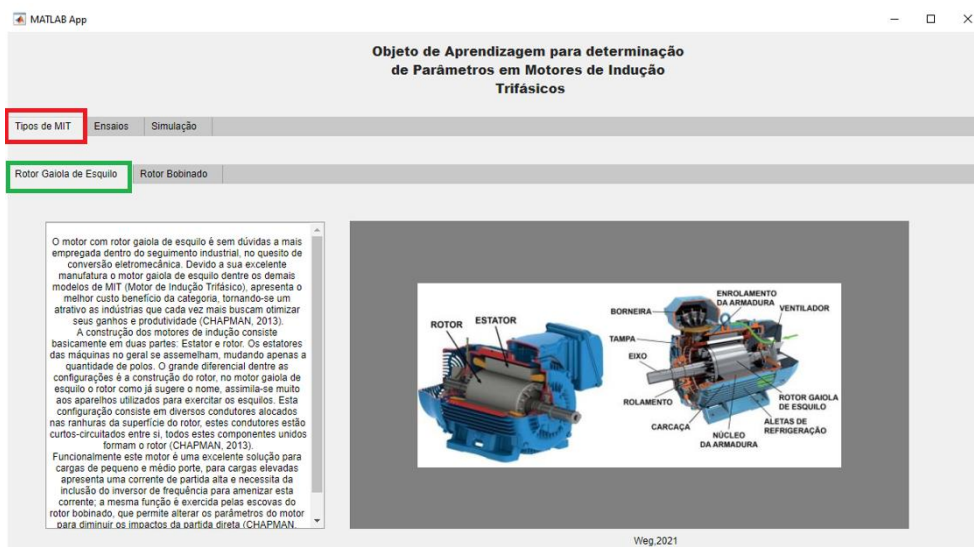 MATLAB App
Objeto de Aprendizagem para determinação
de Parâmetros em Motores de Indução
Trifásicos
Tipos de MIT Ensaios Simulação
Rotor Gaiola de Esquilo Rotor Bobinado
O motor com rotor gaiola de esquilo é sem dúvidas a mais
empregada dentro do seguimento industrial, no quesito de
conversão eletromecânica. Devido a sua excelente
manufatura o motor gaiola de esquilo dentre os demais
modelos de MIT (Motor de Indução Trifásico), apresenta o
melhor custo benefício da categoria, tornando-se um
atrativo as indústrias que cada vez mais buscam otimizar
seus ganhos e produtividade (CHAPMAN, 2013).
A construção dos motores de indução consiste
basicamente em duas partes: Estator e rotor. Os estatores
das máquinas no geral se assemelham, mudando apenas a
quantidade de polos. O grande diferencial dentre as
configurações é a construção do rotor, no motor gaiola de
esquilo o rotor como já sugere o nome, assimila-se muito
aos aparelhos utilizados para exercitar os esquilos. Esta
configuração consiste em diversos condutores alocados
nas ranhuras da superfície do rotor, estes condutores estão
curtos-circuitados entre si, todos estes componentes unidos
formam o rotor (CHAPMAN, 2013).
Funcionalmente este motor é uma excelente solução para
cargas de pequeno e médio porte, para cargas elevadas
apresenta uma corrente de partida alta e necessita da
inclusão do inversor de frequência para amenizar esta
corrente; a mesma função é exercida pelas escovas do
rotor bobinado, que permite alterar os parâmetros do motor
para diminuir os impactos da partida direta (CHAPMAN,
ROTOR ESTATOR
BORNEIRA
ENROLAMENTO
DA ARMADURA
VENTILADOR
TAMPA
EIXO
ROLAMENTO
CARCAÇA
NÚCLEO
DA ARMADURA
ROTOR GAIOLA
DE ESQUILO
ALETAS DE
REFRIGERAÇÃO
Weg,2021